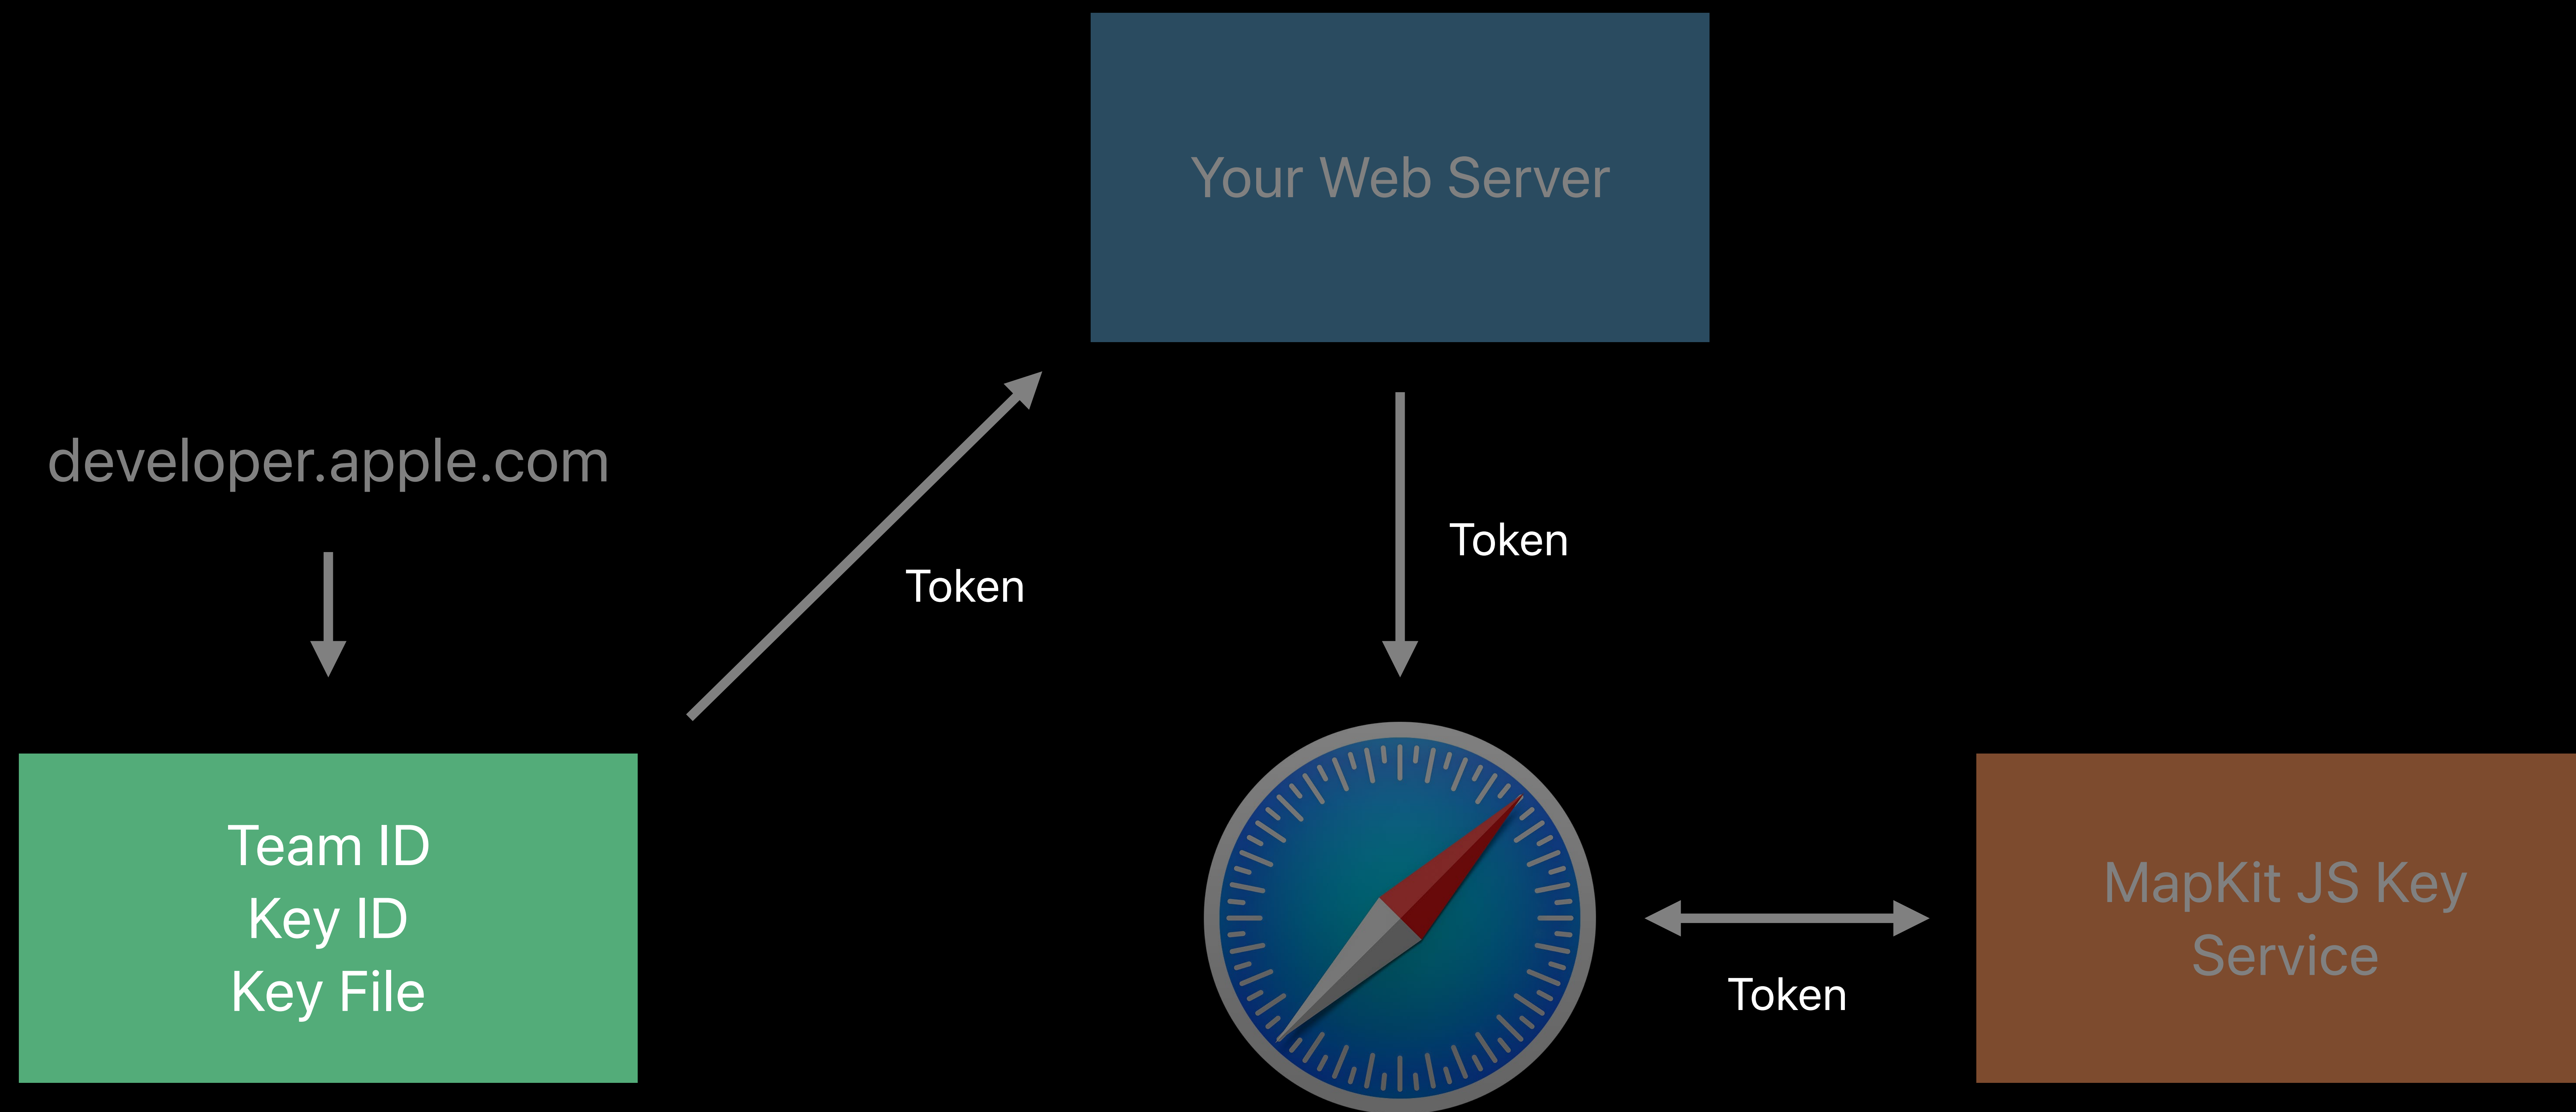 Your Web Server
developer.apple.com
Token
Token
Team ID
Key ID
Key File
MapKit JS Key
Service
Token